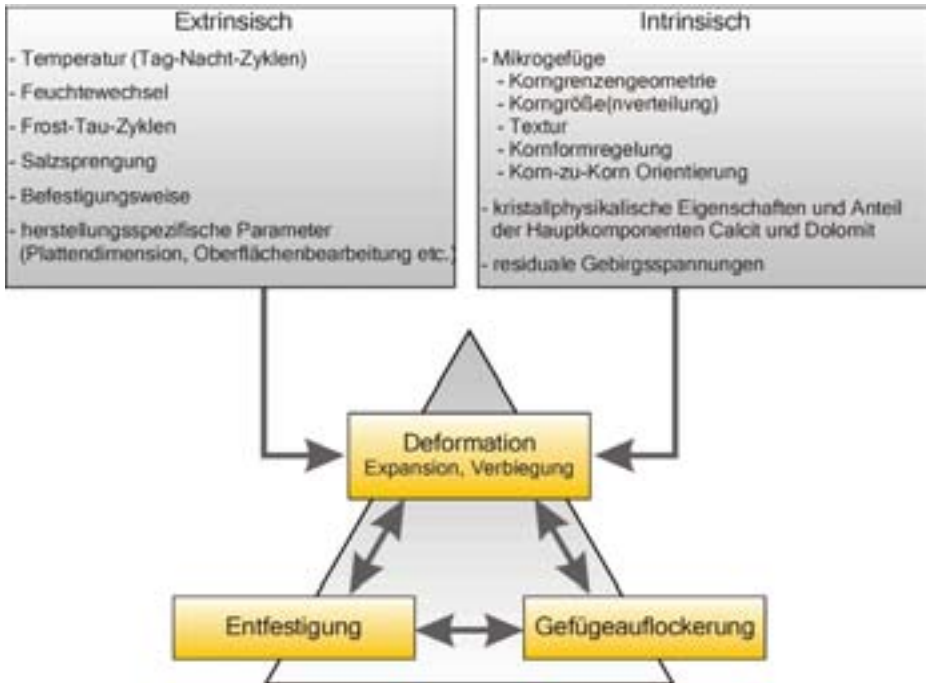 Extrinsisch
- Temperatur (Tag-Nacht-Zyklen)
- Feuchtewechsel
- Frost-Tau-Zyklen
- Salzsprengung
- Befestigungsweise
- herstellungsspezifische Parameter
(Plattendimension, Oberflächenbearbeitung etc.)
Intrinsisch
- Mikrogefüge
- Korngrenzengeometrie
- Korngröße(nverteilung)
- Textur
- Kornformregelung
- Korn-zu-Korn Orientierung
- kristallphysikalische Eigenschaften und Anteil
der Hauptkomponenten Calcit und Dolomit
- residuale Gebirgsspannungen
Deformation
Expansion, Verbiegung
Entfestigung
Gefügeauflockerung